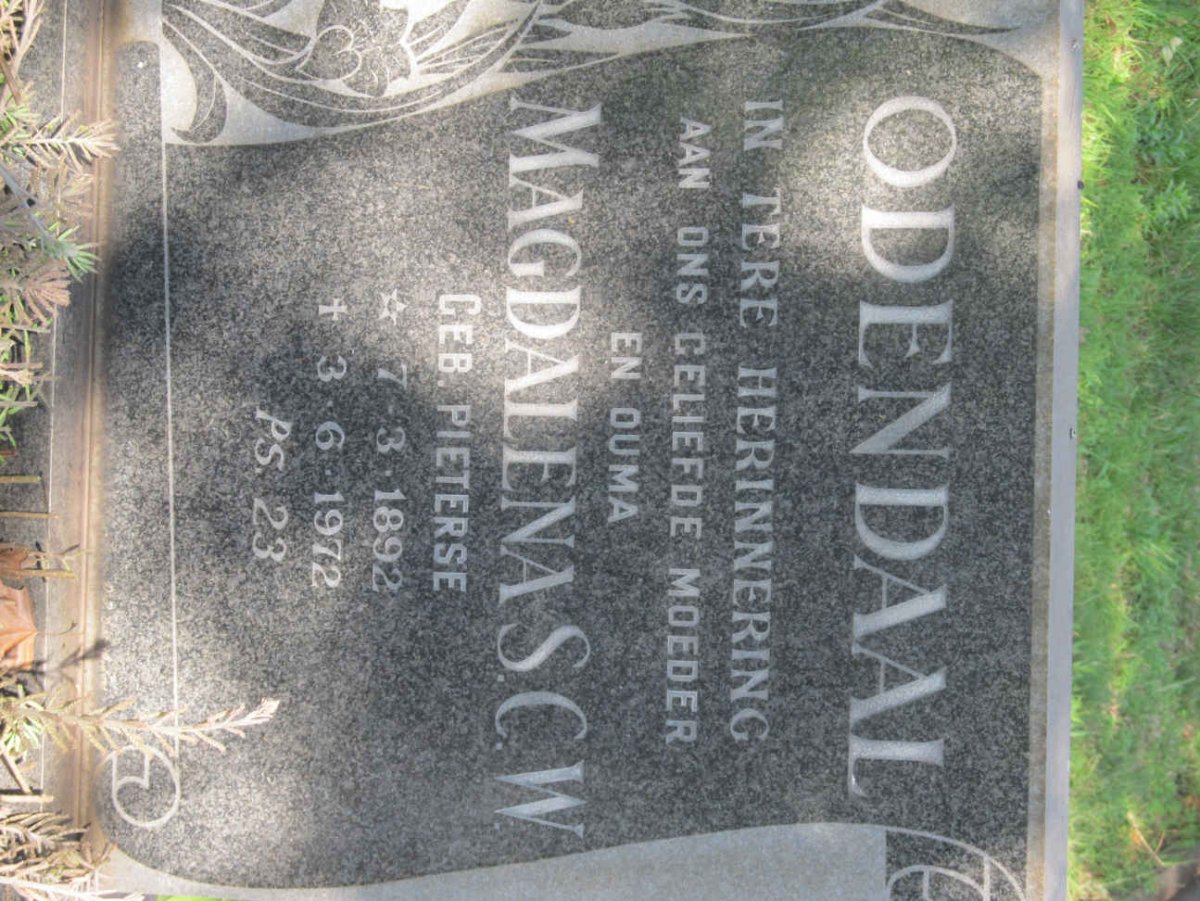 ODENDAAL
IN TERE HERINNERING
AAN ONS GELIEFDE MOEDER
EN OUMA
MAGDALENA S.C.W.
GEB. PIETERSE
☆ 7·3·1892
✝ 3·6·1972
PS. 23